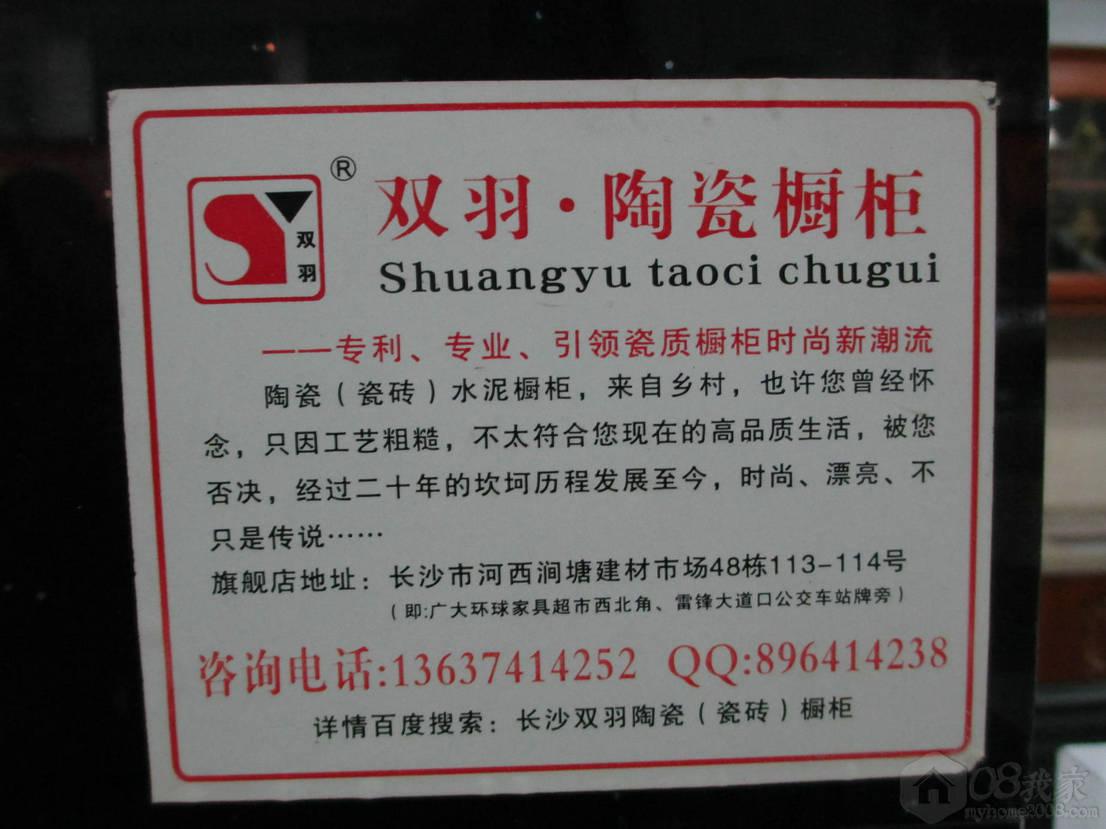 ® 双羽·陶瓷橱柜
SY 双羽
Shuangyu taoci chugui
——专利、专业、引领瓷质橱柜时尚新潮流
陶瓷（瓷砖）水泥橱柜，来自乡村，也许您曾经怀
念，只因工艺粗糙，不太符合您现在的高品质生活，被您
否决，经过二十年的坎坷历程发展至今，时尚、漂亮、不
只是传说……
旗舰店地址：长沙市河西涧塘建材市场48栋113-114号
（即:广大环球家具超市西北角、雷锋大道口公交车站牌旁）
咨询电话:13637414252 QQ:896414238
详情百度搜索：长沙双羽陶瓷（瓷砖）橱柜
08我家
myhome2008.com